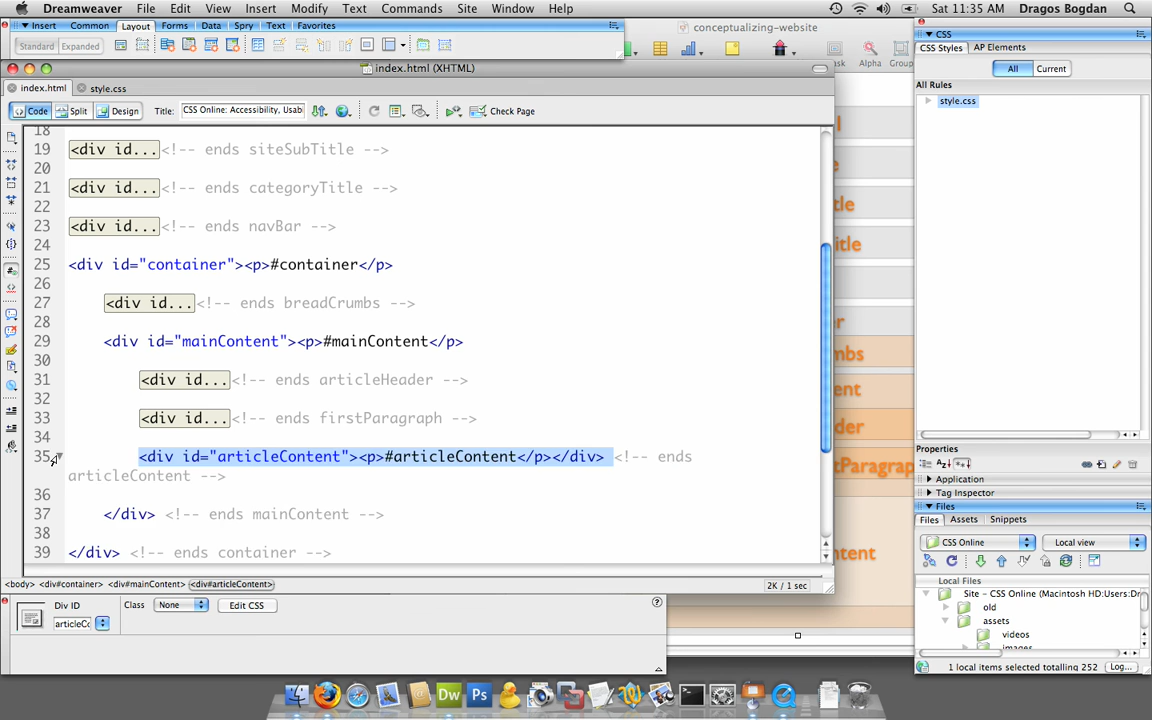 Dreamweaver File Edit View Insert Modify Text Commands Site Window Help Sat 11:35 AM Dragos Bogdan
Insert Common Layout Forms Data Spry Text Favorites
Standard Expanded
conceptualizing-website
Alpha Group
index.html (XHTML)
index.html style.css
Code Split Design Title: CSS Online: Accessibility, Usab Check Page
18
19 <div id...<!-- ends siteSubTitle -->
20
21 <div id...<!-- ends categoryTitle -->
22
23 <div id...<!-- ends navBar -->
24
25 <div id="container"><p>#container</p>
26
27 <div id...<!-- ends breadCrumbs -->
28
29 <div id="mainContent"><p>#mainContent</p>
30
31 <div id...<!-- ends articleHeader -->
32
33 <div id...<!-- ends firstParagraph -->
34
35 <div id="articleContent"><p>#articleContent</p></div> <!-- ends
articleContent -->
36
37 </div> <!-- ends mainContent -->
38
39 </div> <!-- ends container -->
<body> <div#container> <div#mainContent> <div#articleContent>
2K / 1 sec
Div ID Class None Edit CSS
articleCo
CSS
CSS Styles AP Elements
All Current
All Rules
style.css
Properties
Application
Tag Inspector
Files
Files Assets Snippets
CSS Online Local view
Local Files
Site - CSS Online (Macintosh HD:Users:Dr
old
assets
videos
images
1 local items selected totalling 252 Log...
Dw Ps